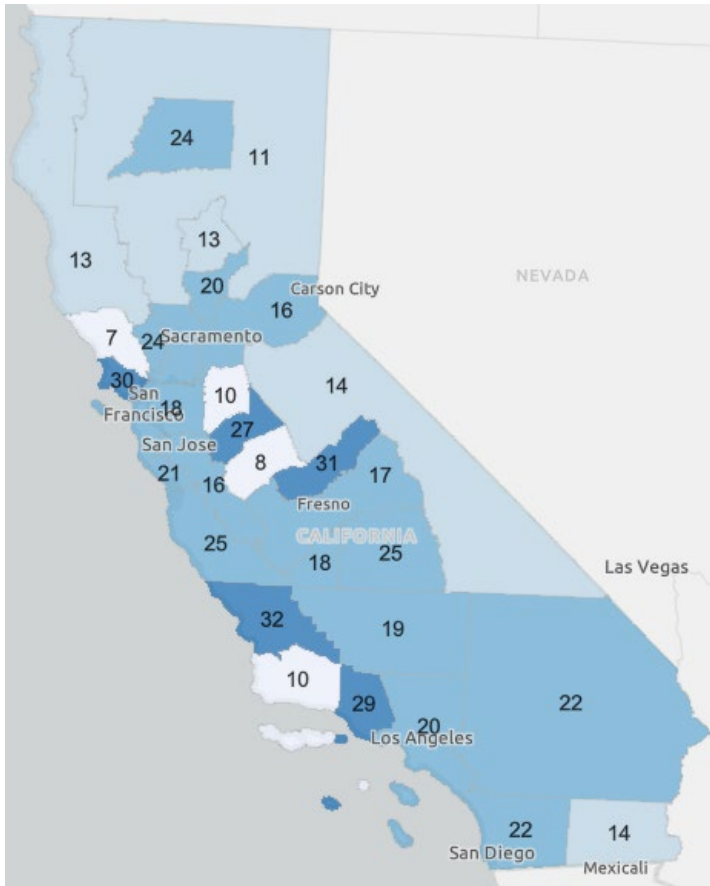 24
11
13
13
NEVADA
20
Carson City
16
7
24
Sacramento
14
30
San
Francisco
18
10
27
San Jose
8
31
21
16
17
Fresno
CALIFORNIA
25
18
25
Las Vegas
32
19
10
29
20
22
Los Angeles
22
14
San Diego
Mexicali